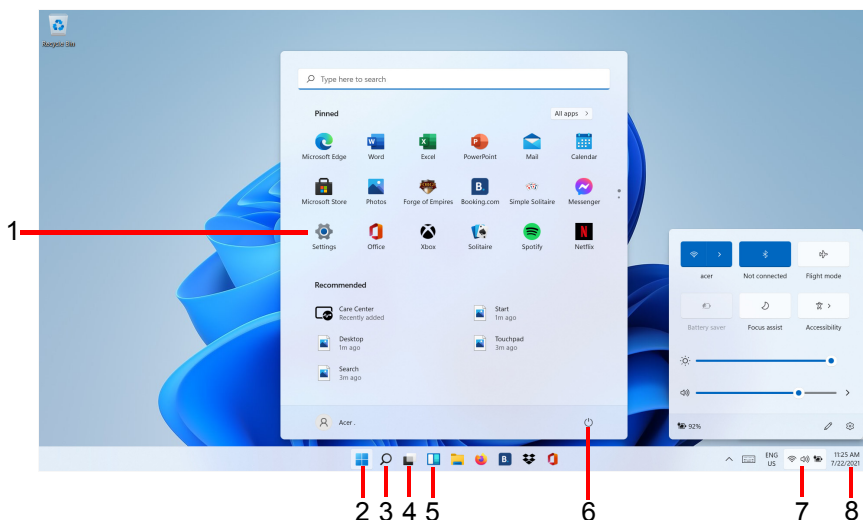 Recycle Bin
Type here to search
Pinned
All apps >
Microsoft Edge Word Excel PowerPoint Mail Calendar
Microsoft Store Photos Forge of Empires Booking.com Simple Solitaire Messenger
1
Settings Office Xbox Solitaire Spotify Netflix
acer Not connected Flight mode
Recommended
Care Center
Recently added
Start
1m ago
Battery saver Focus assist Accessibility
Desktop
1m ago
Touchpad
3m ago
Search
3m ago
Acer .
92%
ENG
US
11:25 AM
7/22/2021
2 3 4 5 6 7 8